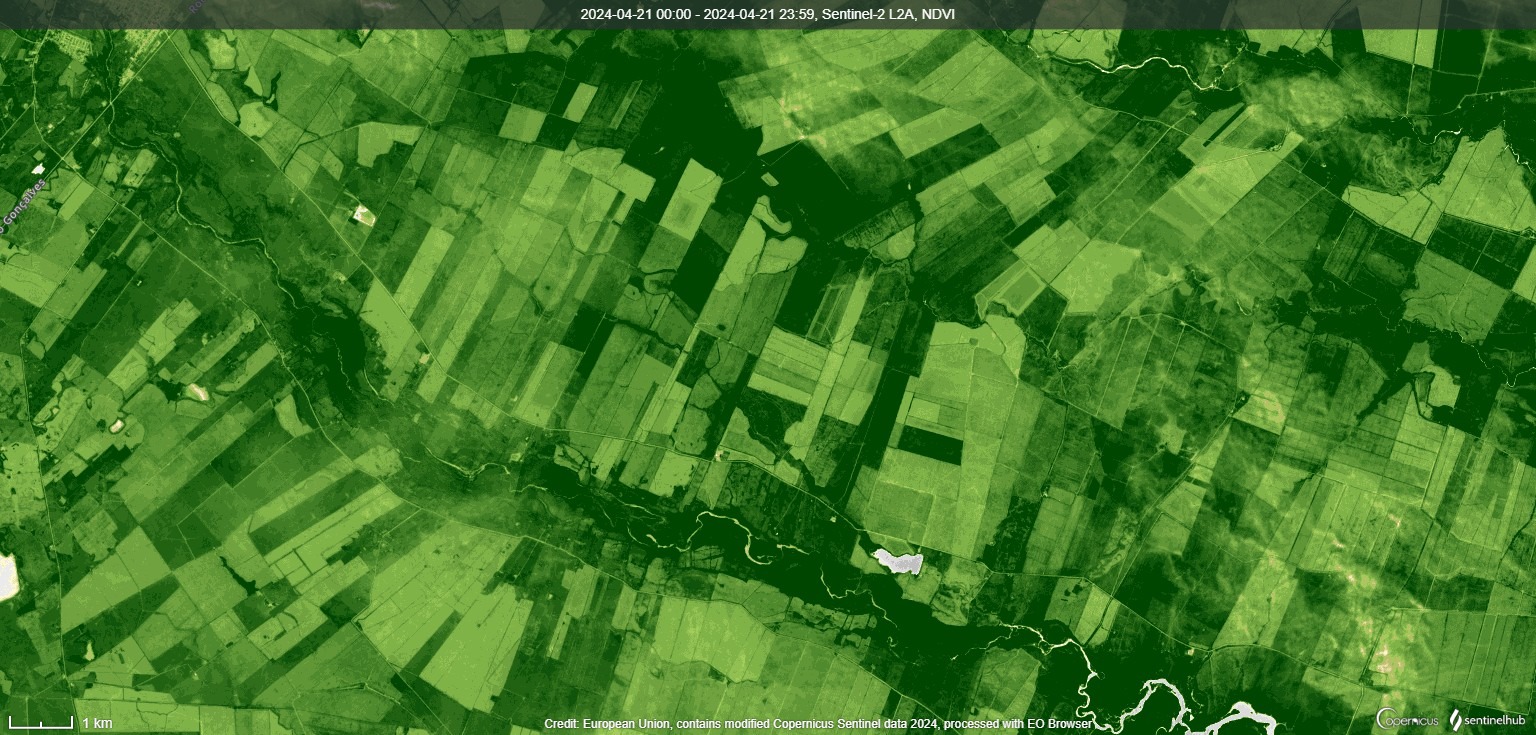 2024-04-21 00:00 - 2024-04-21 23:59, Sentinel-2 L2A, NDVI
Gonçalves
1 km
Credit: European Union, contains modified Copernicus Sentinel data 2024, processed with EO Browser
Copernicus
sentinelhub